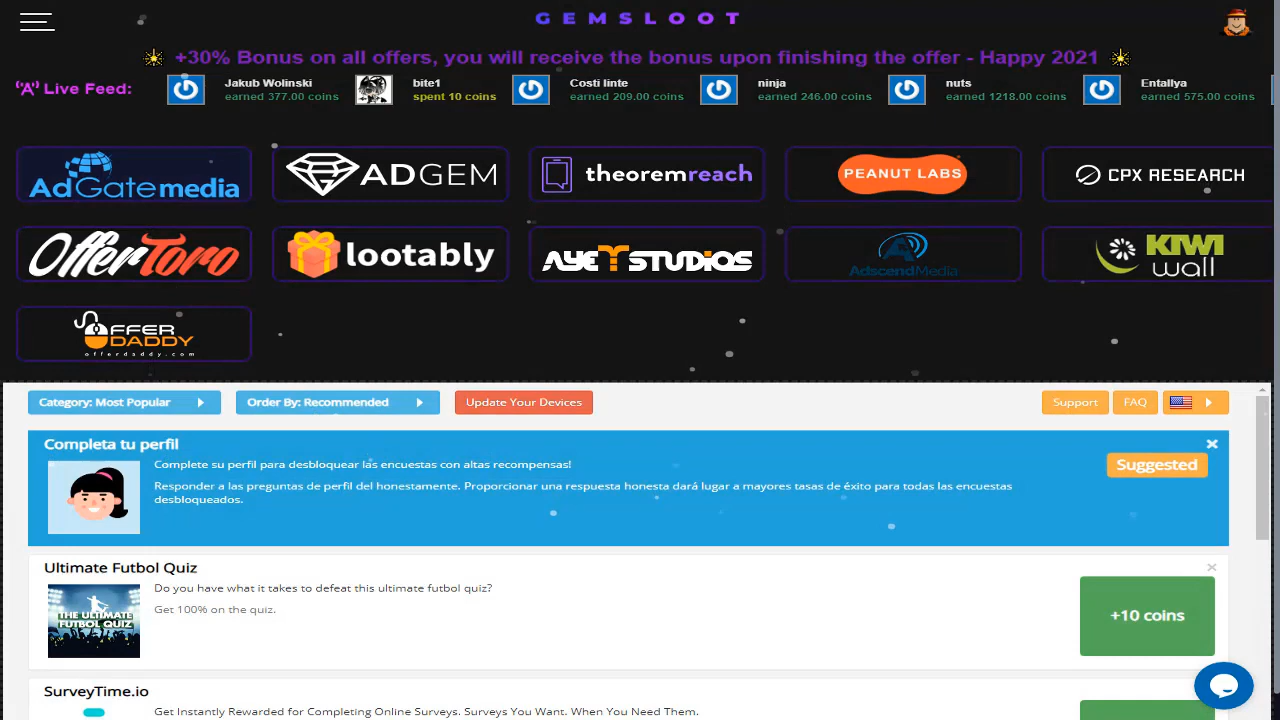 GEMSLOOT
+30% Bonus on all offers, you will receive the bonus upon finishing the offer - Happy 2021
Live Feed:
Jakub Wolinski
earned 377.00 coins
bite1
spent 10 coins
Costi linte
earned 209.00 coins
ninja
earned 246.00 coins
nuts
earned 1218.00 coins
Entallya
earned 575.00 coins
AdGatemedia
ADGEM
theoremreach
PEANUT LABS
CPX RESEARCH
OfferToro
lootably
AYET STUDIOS
AdscendMedia
KIWI
wall
OFFER
DADDY
offerdaddy.com
Category: Most Popular
Order By: Recommended
Update Your Devices
Support
FAQ
Completa tu perfil
Complete su perfil para desbloquear las encuestas con altas recompensas!
Suggested
Responder a las preguntas de perfil del honestamente. Proporcionar una respuesta honesta dará lugar a mayores tasas de éxito para todas las encuestas
desbloqueados.
Ultimate Futbol Quiz
Do you have what it takes to defeat this ultimate futbol quiz?
Get 100% on the quiz.
THE ULTIMATE
FUTBOL QUIZ
+10 coins
SurveyTime.io
Get Instantly Rewarded for Completing Online Surveys. Surveys You Want. When You Need Them.